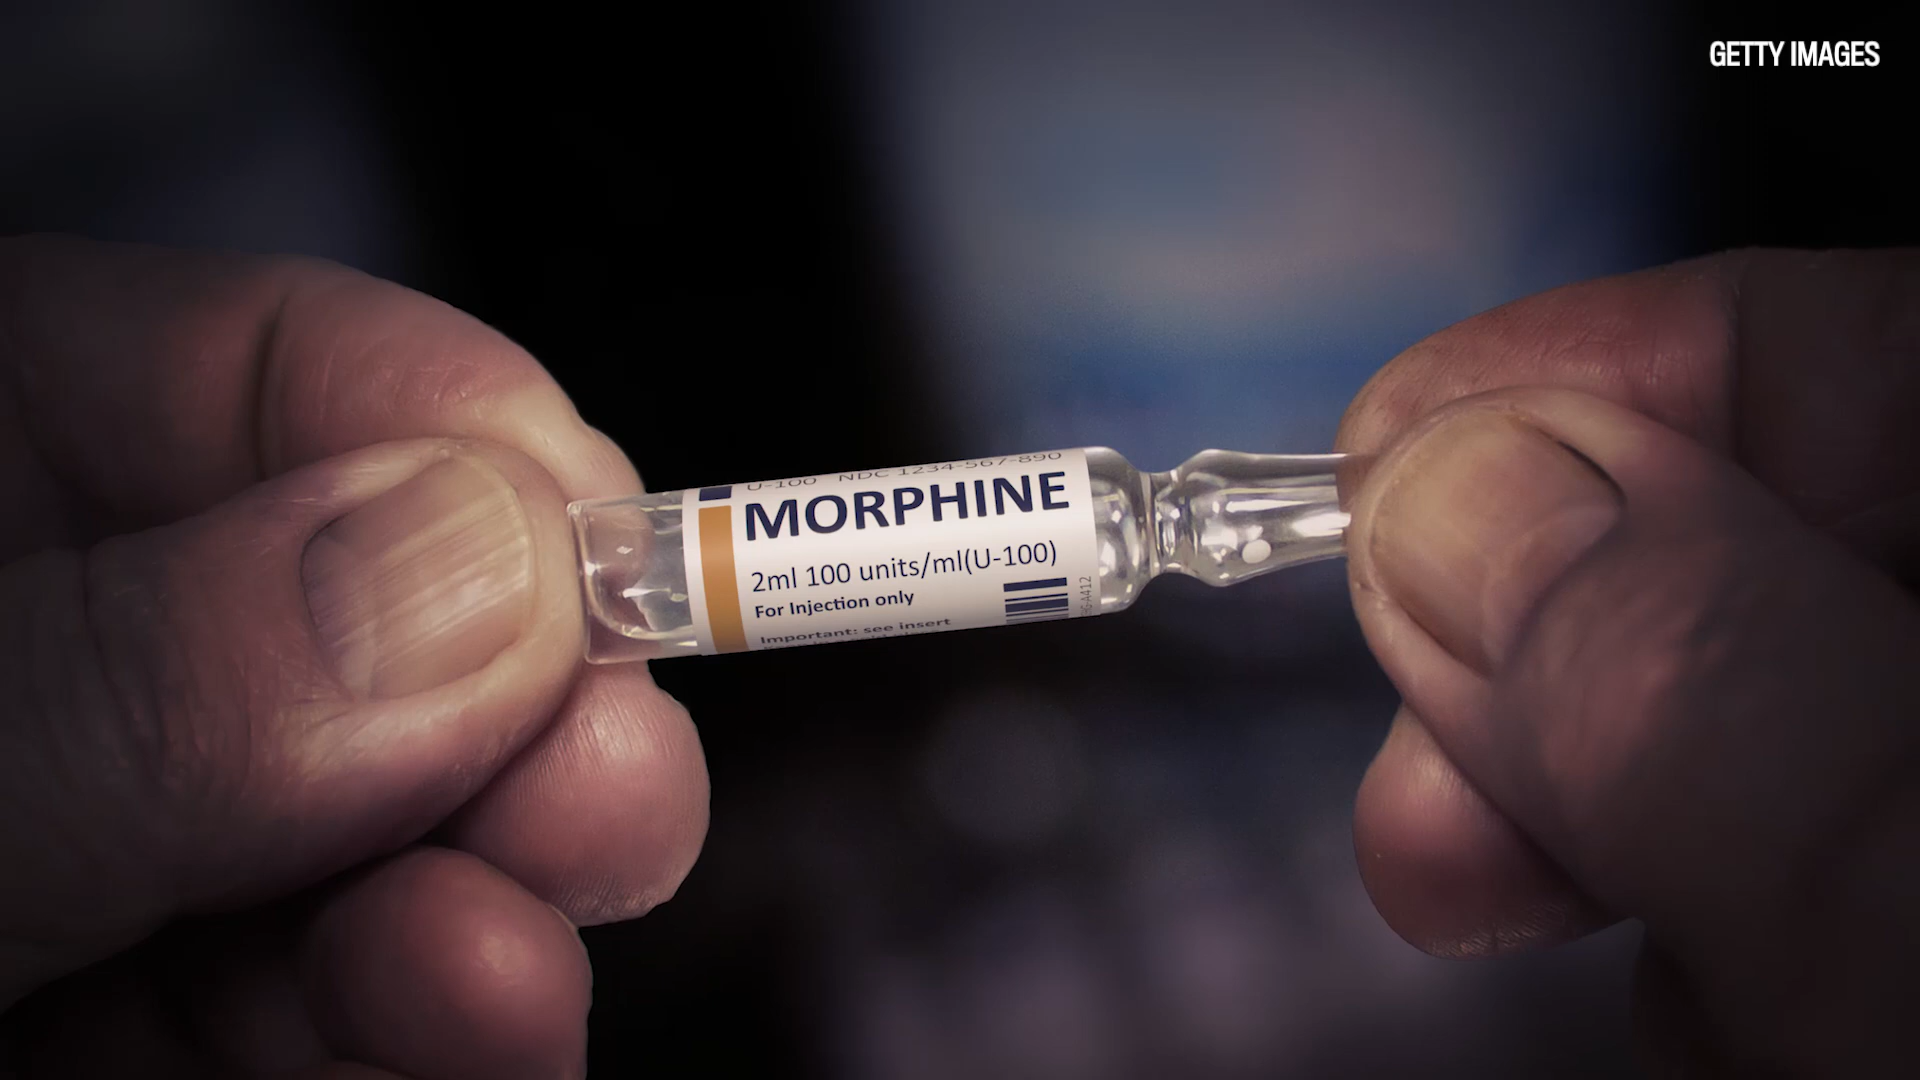 GETTY IMAGES
U-100 NDC 1234-567-890
MORPHINE
2ml 100 units/ml(U-100)
For Injection only
Important: see insert